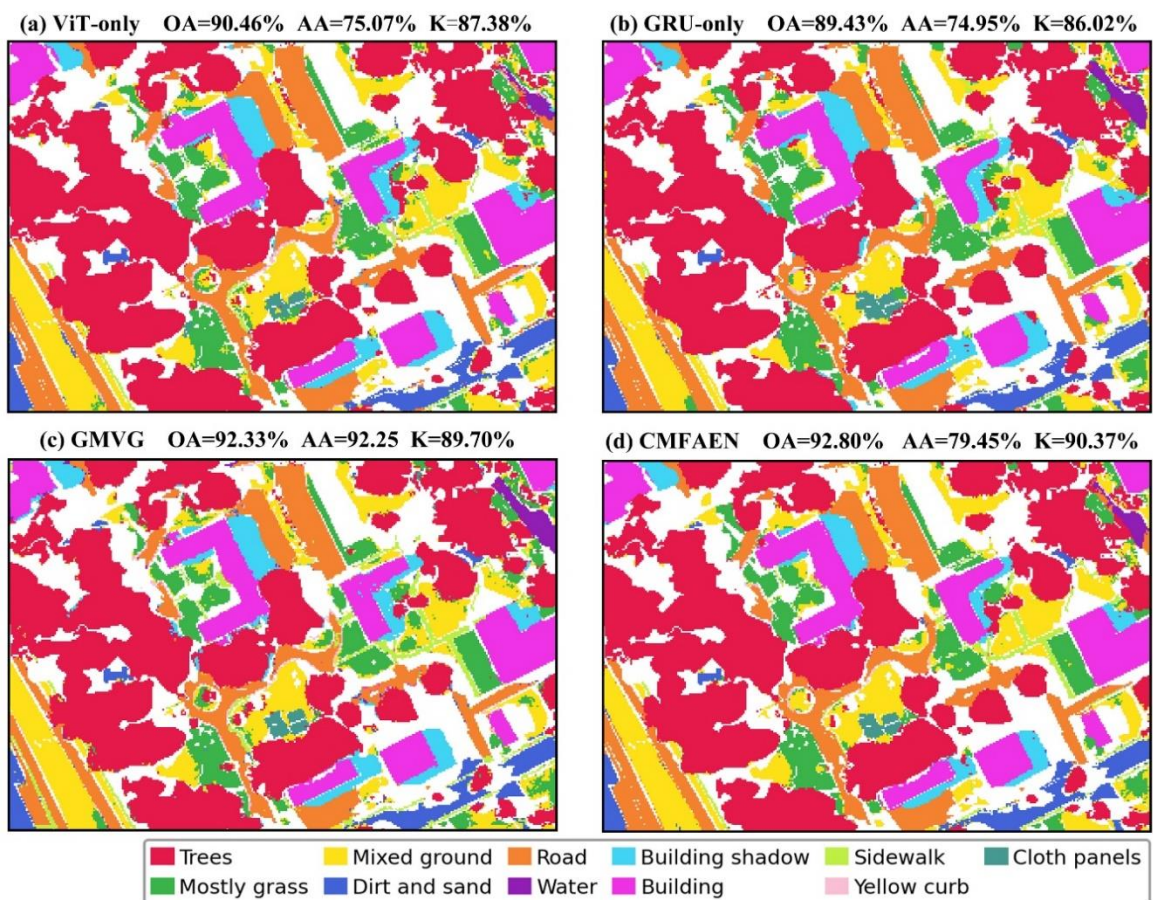 (a) ViT-only OA=90.46% AA=75.07% K=87.38%
(b) GRU-only OA=89.43% AA=74.95% K=86.02%
(c) GMVG OA=92.33% AA=92.25 K=89.70%
(d) CMFAEN OA=92.80% AA=79.45% K=90.37%
Trees Mixed ground Road Building shadow Sidewalk Cloth panels
Mostly grass Dirt and sand Water Building Yellow curb